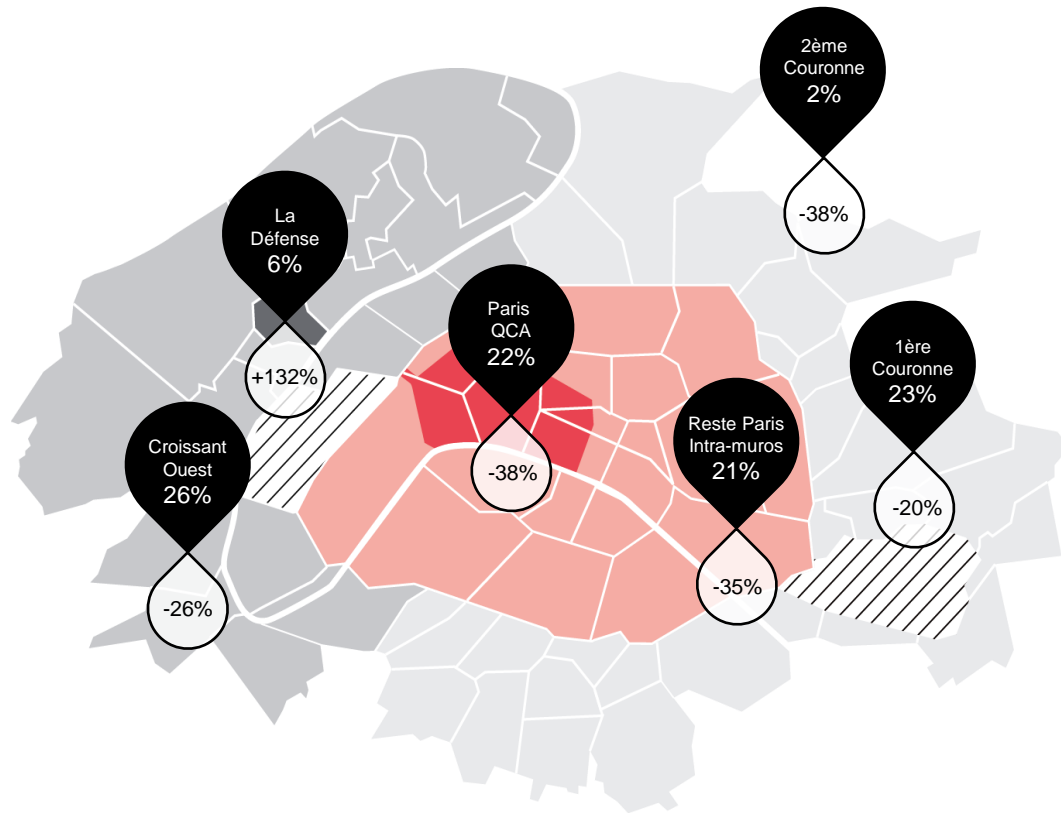 2ème
Couronne
2%
-38%
La
Défense
6%
+132%
Paris
QCA
22%
-38%
1ère
Couronne
23%
-20%
Croissant
Ouest
26%
-26%
Reste Paris
Intra-muros
21%
-35%